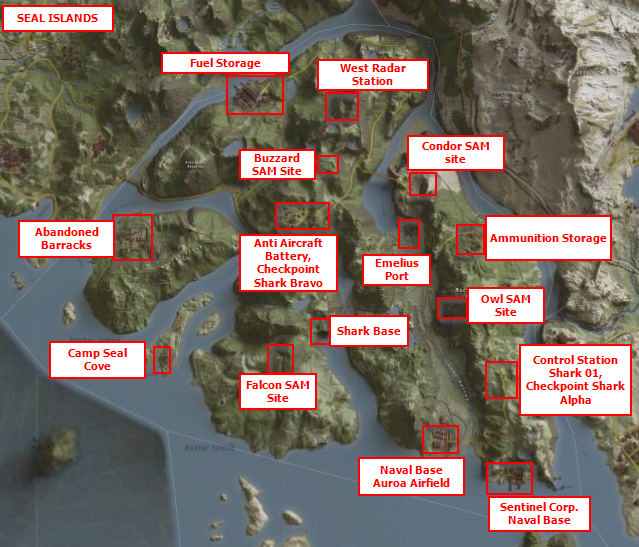 SEAL ISLANDS
Fuel Storage
West Radar
Station
Buzzard
SAM Site
Condor SAM
site
Abandoned
Barracks
Anti Aircraft
Battery,
Checkpoint
Shark Bravo
Emelius
Port
Ammunition Storage
Owl SAM
Site
Shark Base
Camp Seal
Cove
Falcon SAM
Site
Control Station
Shark 01,
Checkpoint Shark
Alpha
Naval Base
Auroa Airfield
Sentinel Corp.
Naval Base